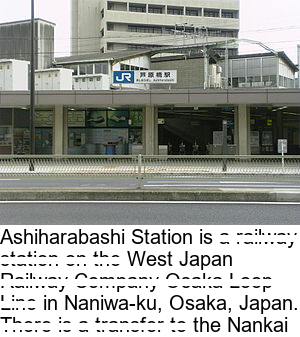 JR 芦原橋駅
Ashiharabashi Station is a railway
station on the West Japan
Railway Company Osaka Loop
Line in Naniwa-ku, Osaka, Japan.
There is a transfer to the Nankai